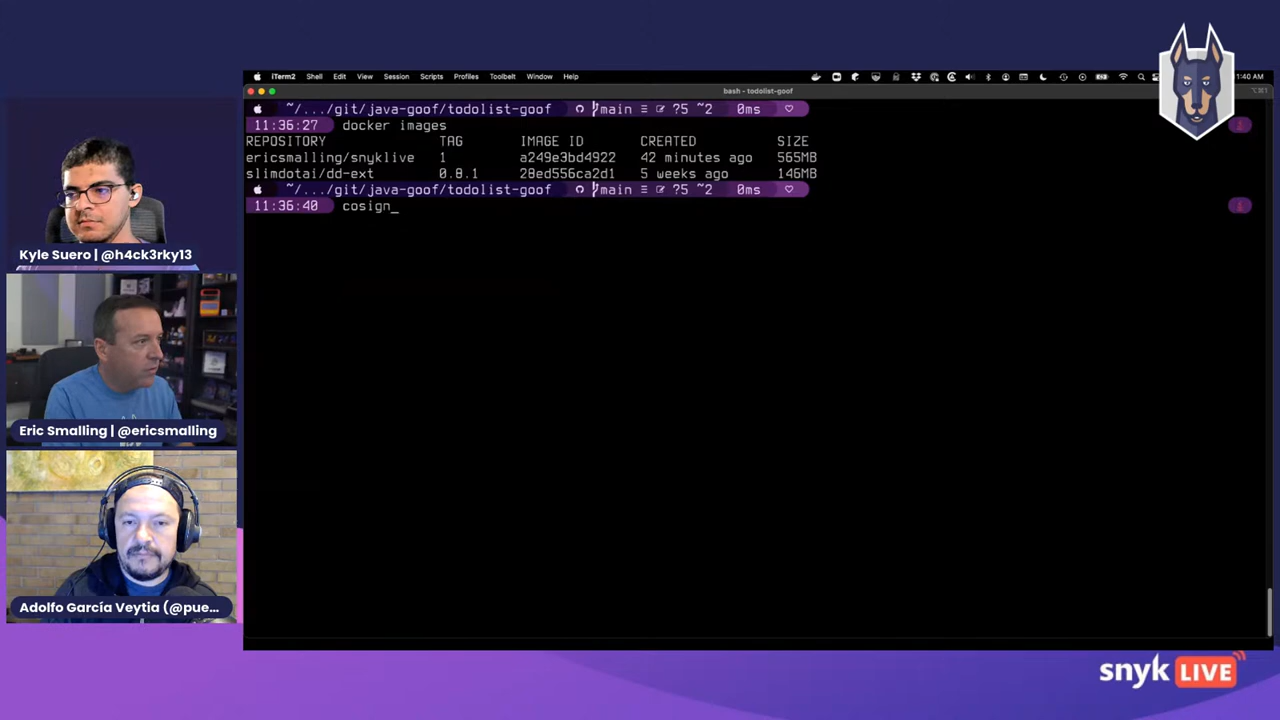 iTerm2 Shell Edit View Session Scripts Profiles Toolbelt Window Help 1:40 AM
bash - todolist-goof
~/.../git/java-goof/todolist-goof main ≡ ?5 ~2 0ms
11:36:27 docker images
REPOSITORY TAG IMAGE ID CREATED SIZE
ericsmalling/snyklive 1 a249e3bd4922 42 minutes ago 565MB
slimdotai/dd-ext 0.8.1 28ed556ca2d1 5 weeks ago 146MB
~/.../git/java-goof/todolist-goof main ≡ ?5 ~2 0ms
11:36:40 cosign_
Kyle Suero | @h4ck3rky13
Eric Smalling | @ericsmalling
Adolfo García Veytia (@pue...
snyk LIVE